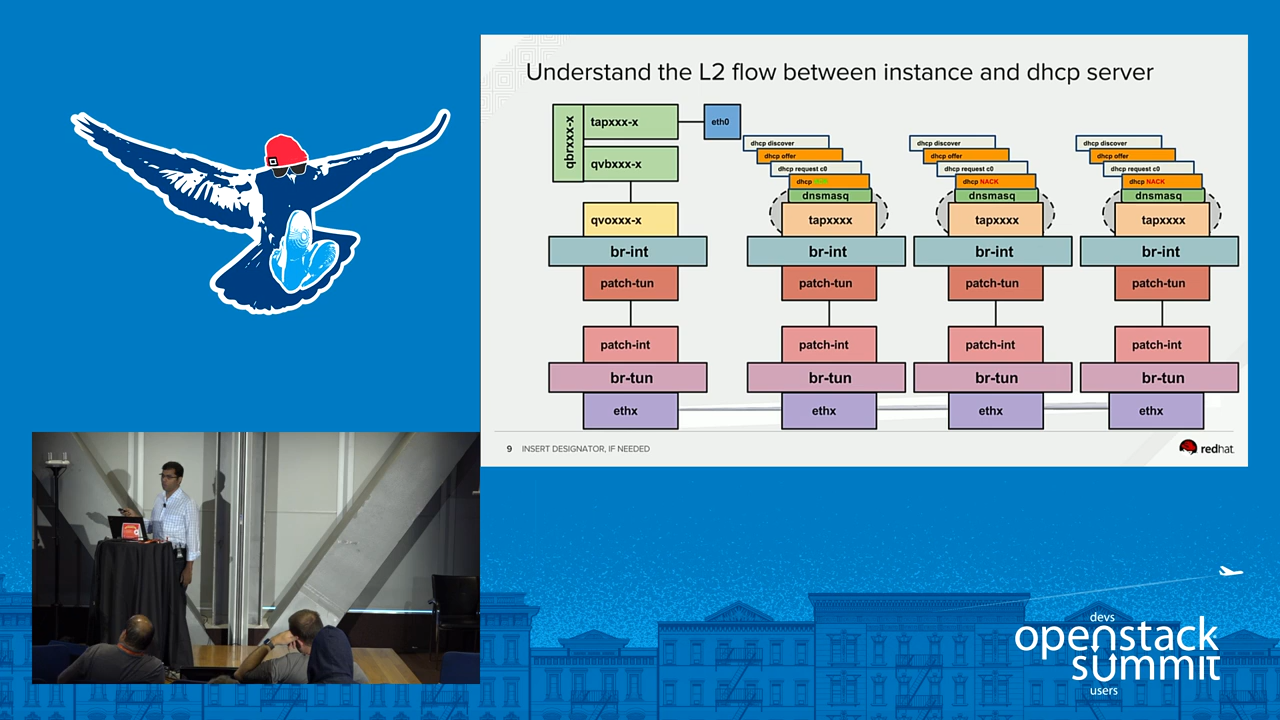 Understand the L2 flow between instance and dhcp server
qbrxxx-x
tapxxx-x
eth0
qvbxxx-x
qvoxxx-x
br-int
patch-tun
patch-int
br-tun
ethx
dhcp discover
dhcp offer
dhcp request c0
dhcp
dnsmasq
tapxxxx
br-int
patch-tun
patch-int
br-tun
ethx
dhcp discover
dhcp offer
dhcp request c0
dhcp NACK
dnsmasq
tapxxxx
br-int
patch-tun
patch-int
br-tun
ethx
dhcp discover
dhcp offer
dhcp request c0
dhcp NACK
dnsmasq
tapxxxx
br-int
patch-tun
patch-int
br-tun
ethx
9 INSERT DESIGNATOR, IF NEEDED
redhat.
devs
openstack
summit
users